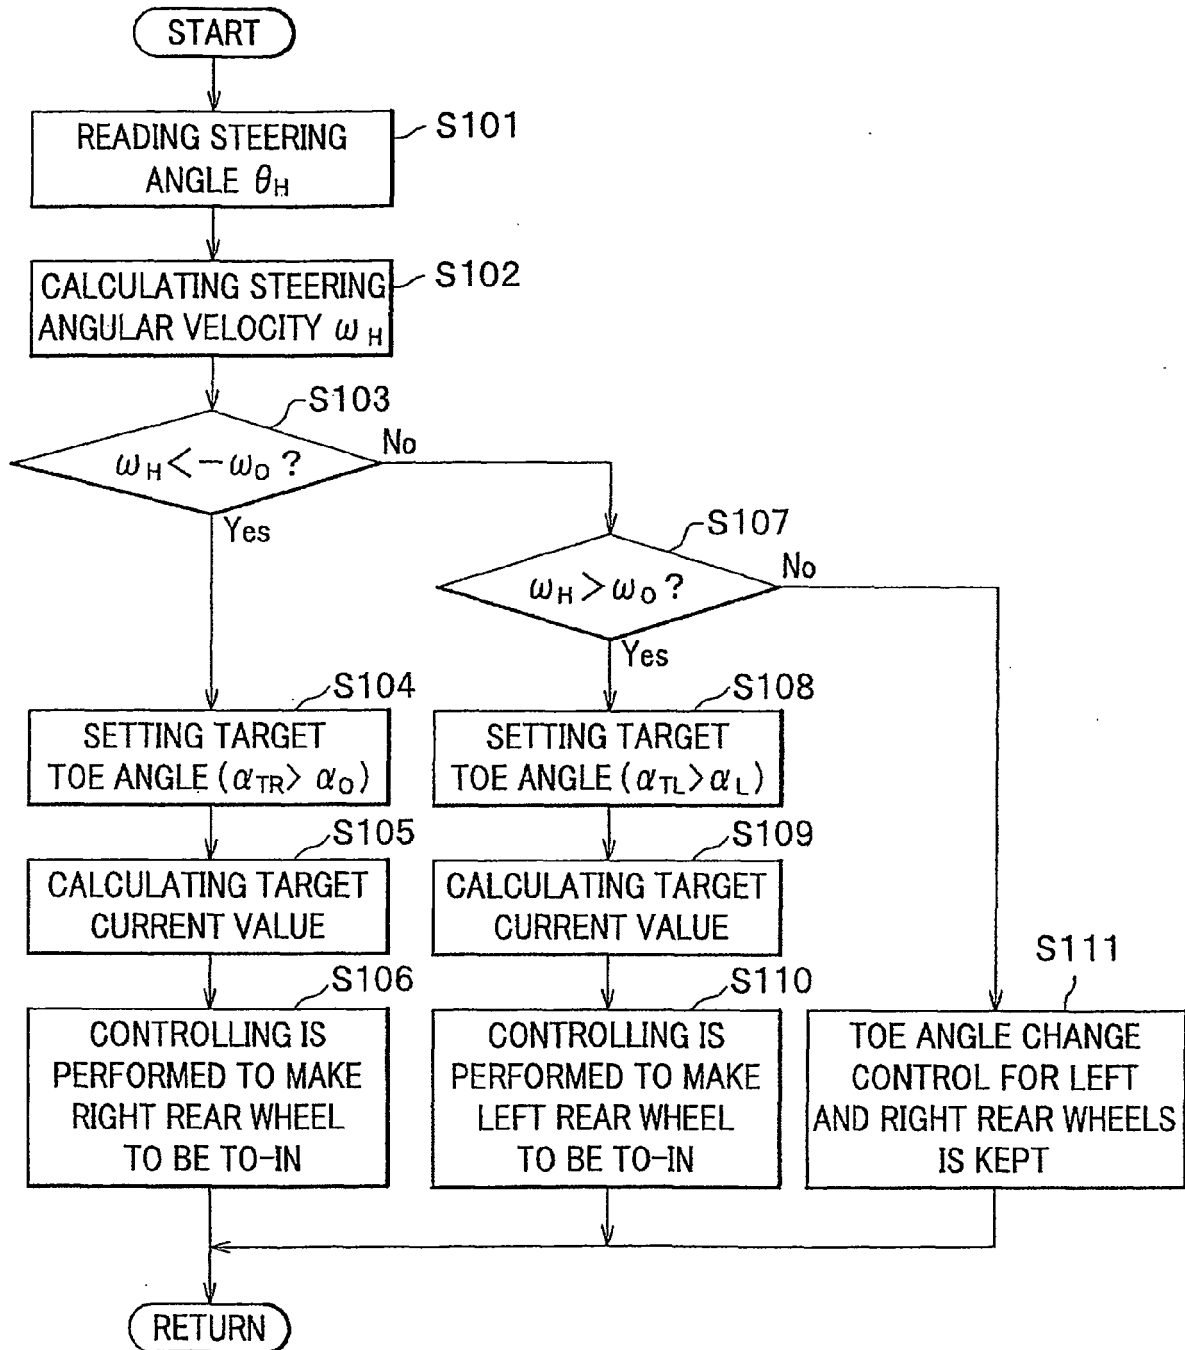 START
READING STEERING
ANGLE θH
S101
CALCULATING STEERING
ANGULAR VELOCITY ωH
S102
ωH<-ωO?
S103
No
Yes
ωH>ωO?
S107
No
Yes
SETTING TARGET
TOE ANGLE (αTR> αO)
S104
SETTING TARGET
TOE ANGLE (αTL>αL)
S108
CALCULATING TARGET
CURRENT VALUE
S105
CALCULATING TARGET
CURRENT VALUE
S109
CONTROLLING IS
PERFORMED TO MAKE
RIGHT REAR WHEEL
TO BE TO-IN
S106
CONTROLLING IS
PERFORMED TO MAKE
LEFT REAR WHEEL
TO BE TO-IN
S110
TOE ANGLE CHANGE
CONTROL FOR LEFT
AND RIGHT REAR WHEELS
IS KEPT
S111
RETURN